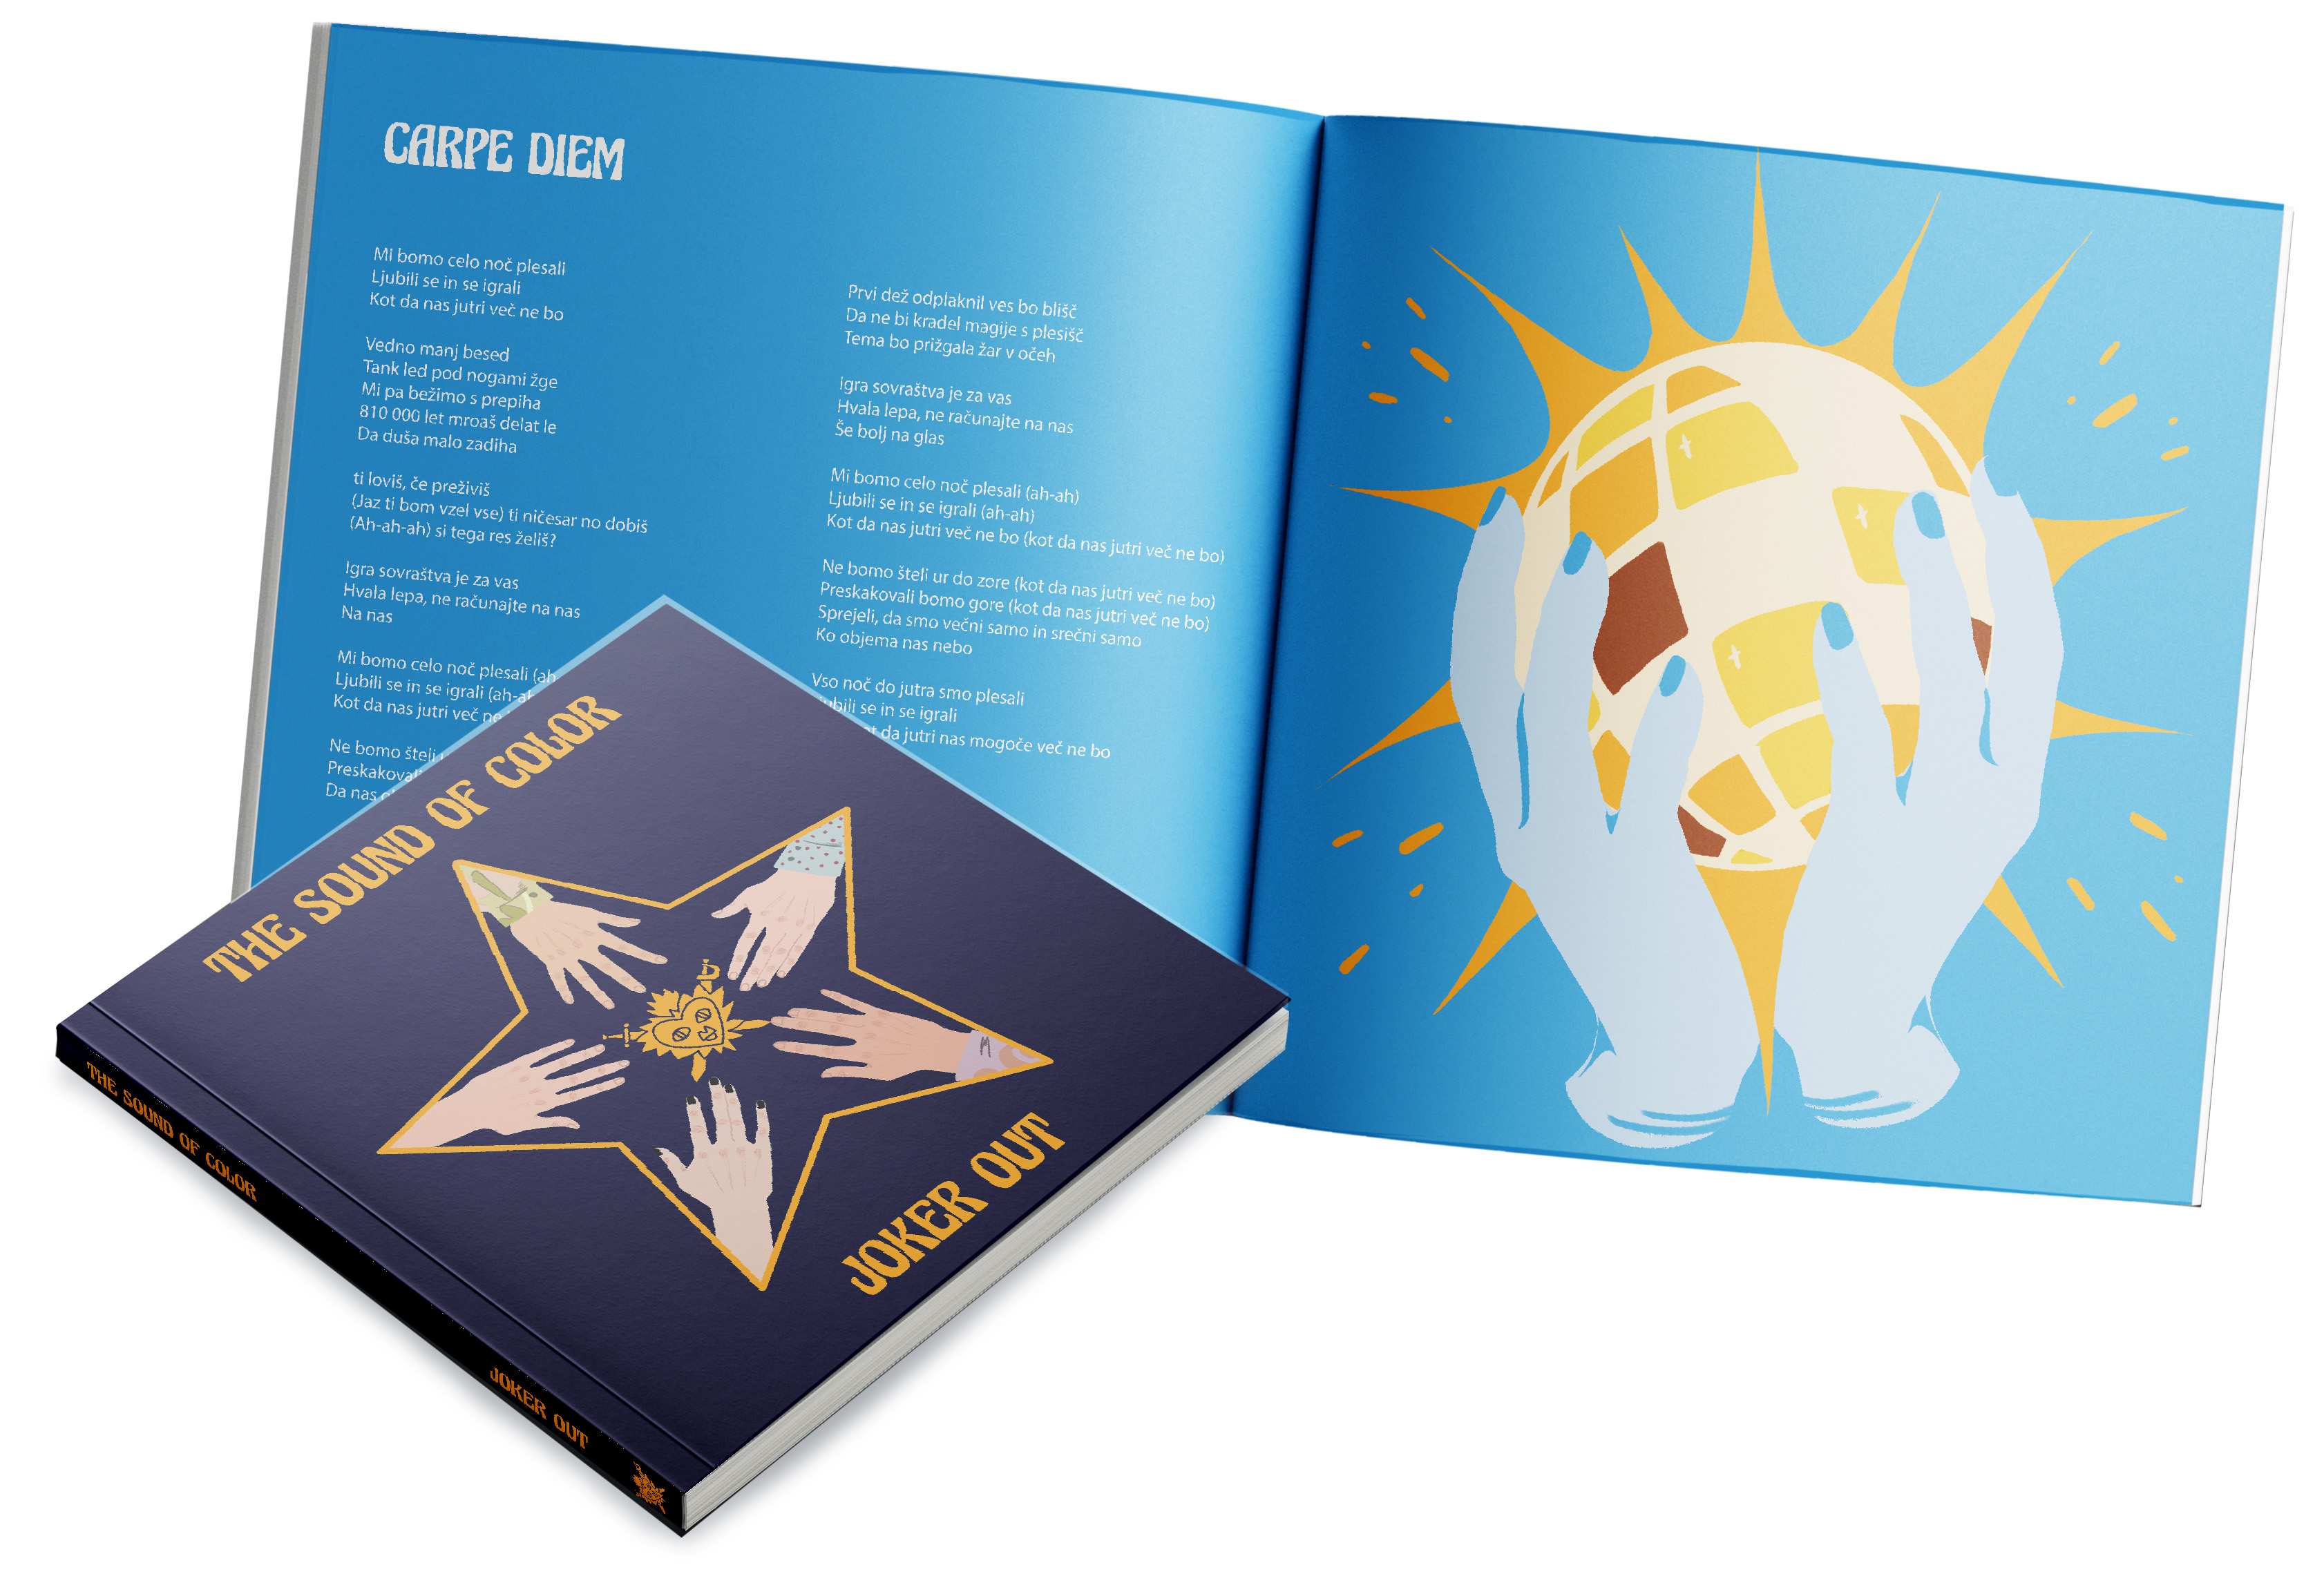 CARPE DIEM
Mi bomo celo noč plesali
Ljubili se in se igrali
Kot da nas jutri več ne bo
Vedno manj besed
Tank led pod nogami žge
Mi pa bežimo s prepiha
810 000 let mroaš delat le
Da duša malo zadiha
ti loviš, če preživiš
(Jaz ti bom vzel vse) ti ničesar no dobiš
(Ah-ah-ah) si tega res želiš?
Igra sovraštva je za vas
Hvala lepa, ne računajte na nas
Na nas
Mi bomo celo noč plesali (ah
Ljubili se in se igrali (ah-ah
Kot da nas jutri več ne
Ne bomo šteli
Preskakovali
Da nas
Prvi dež odplaknil ves bo blišč
Da ne bi kradel magije s plesišč
Tema bo prižgala žar v očeh
Igra sovraštva je za vas
Hvala lepa, ne računajte na nas
Še bolj na glas
Mi bomo celo noč plesali (ah-ah)
Ljubili se in se igrali (ah-ah)
Kot da nas jutri več ne bo (kot da nas jutri več ne bo)
Ne bomo šteli ur do zore (kot da nas jutri več ne bo)
Preskakovali bomo gore (kot da nas jutri več ne bo)
Sprejeli, da smo večni samo in srečni samo
Ko objema nas nebo
Vso noč do jutra smo plesali
ubili se in se igrali
da jutri nas mogoče več ne bo
THE SOUND OF COLOR
JOKER OUT
THE SOUND OF COLOR
JOKER OUT